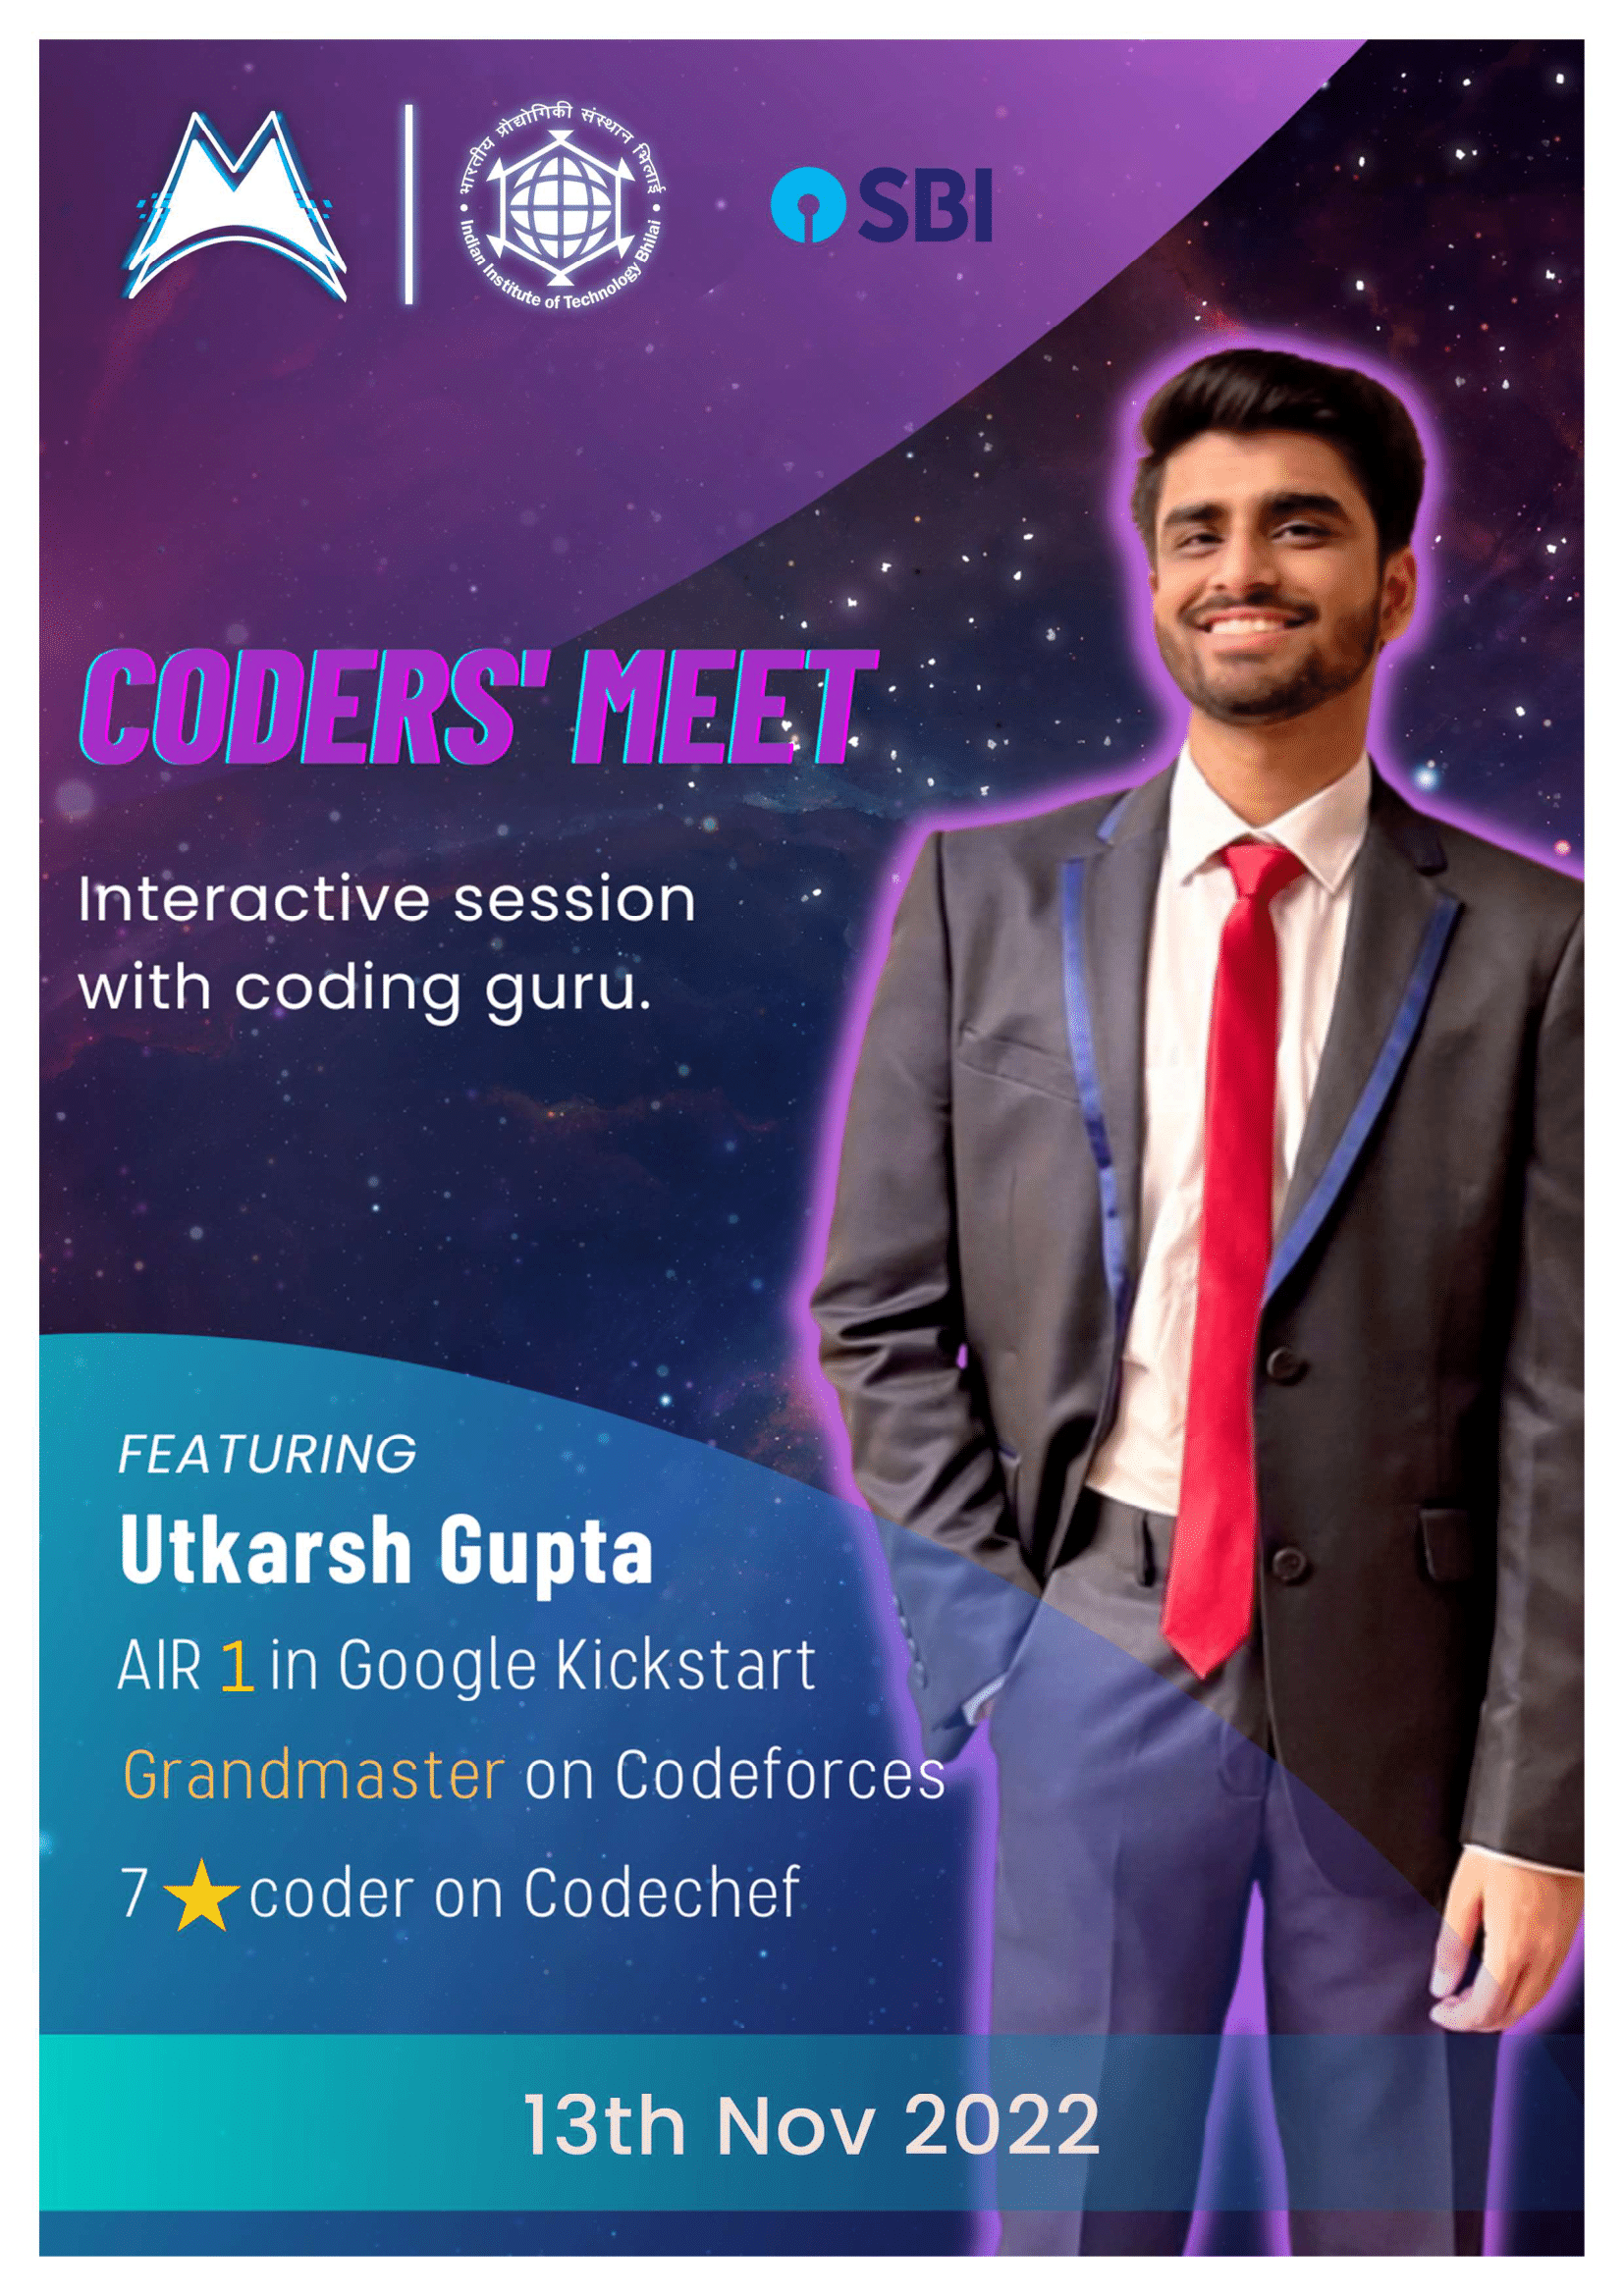 भारतीय प्रौद्योगिकी संस्थान भिलाई
Indian Institute of Technology Bhilai
SBI
CODERS' MEET
Interactive session
with coding guru.
FEATURING
Utkarsh Gupta
AIR 1 in Google Kickstart
Grandmaster on Codeforces
7 ★ coder on Codechef
13th Nov 2022